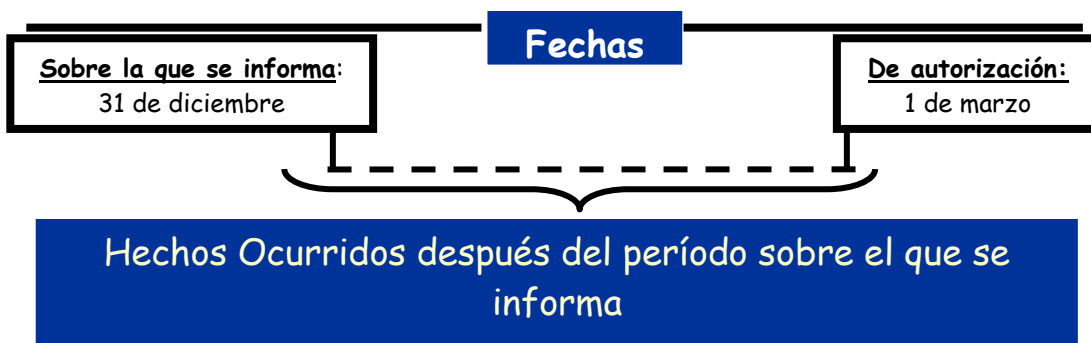 Fechas
Sobre la que se informa:
31 de diciembre
De autorización:
1 de marzo
Hechos Ocurridos después del período sobre el que se
informa